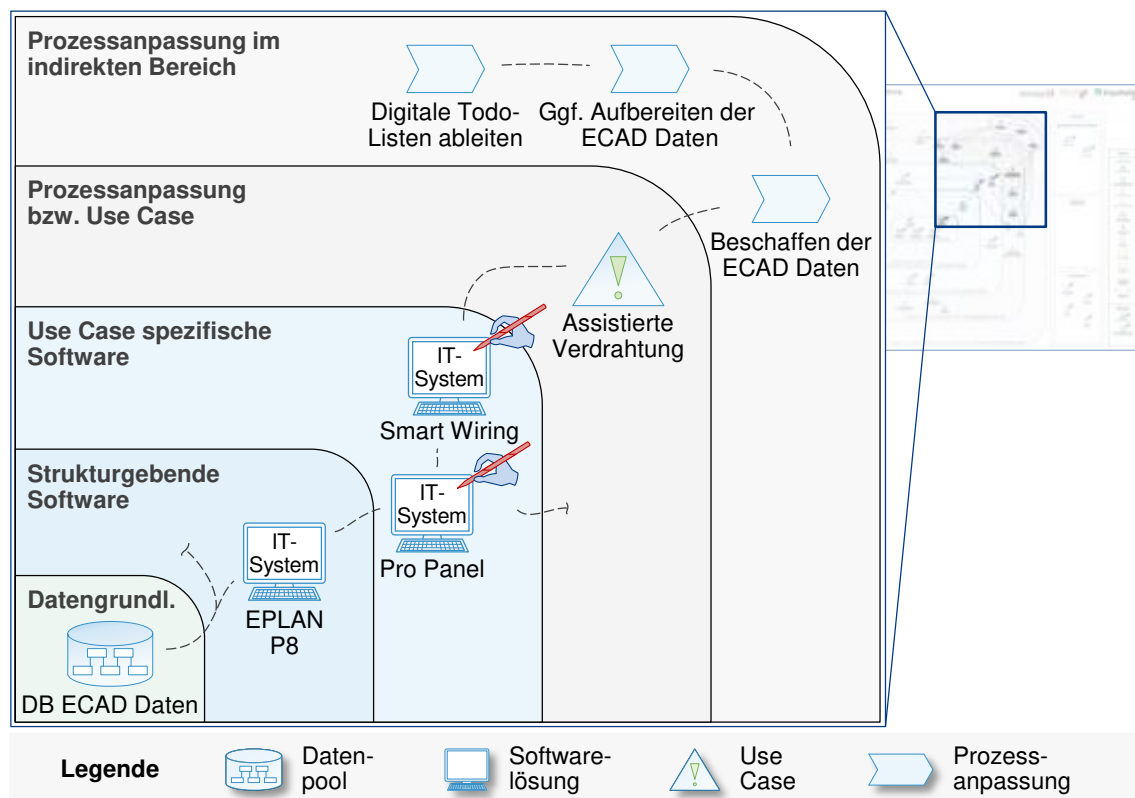 Prozessanpassung im
indirekten Bereich
Digitale Todo-
Listen ableiten
Ggf. Aufbereiten der
ECAD Daten
Prozessanpassung
bzw. Use Case
Beschaffen der
ECAD Daten
Assistierte
Verdrahtung
Use Case spezifische
Software
IT-
System
Smart Wiring
Strukturgebende
Software
IT-
System
Pro Panel
IT-
System
EPLAN
P8
Datengrundl.
DB ECAD Daten
Legende
Daten-
pool
Software-
lösung
Use
Case
Prozess-
anpassung